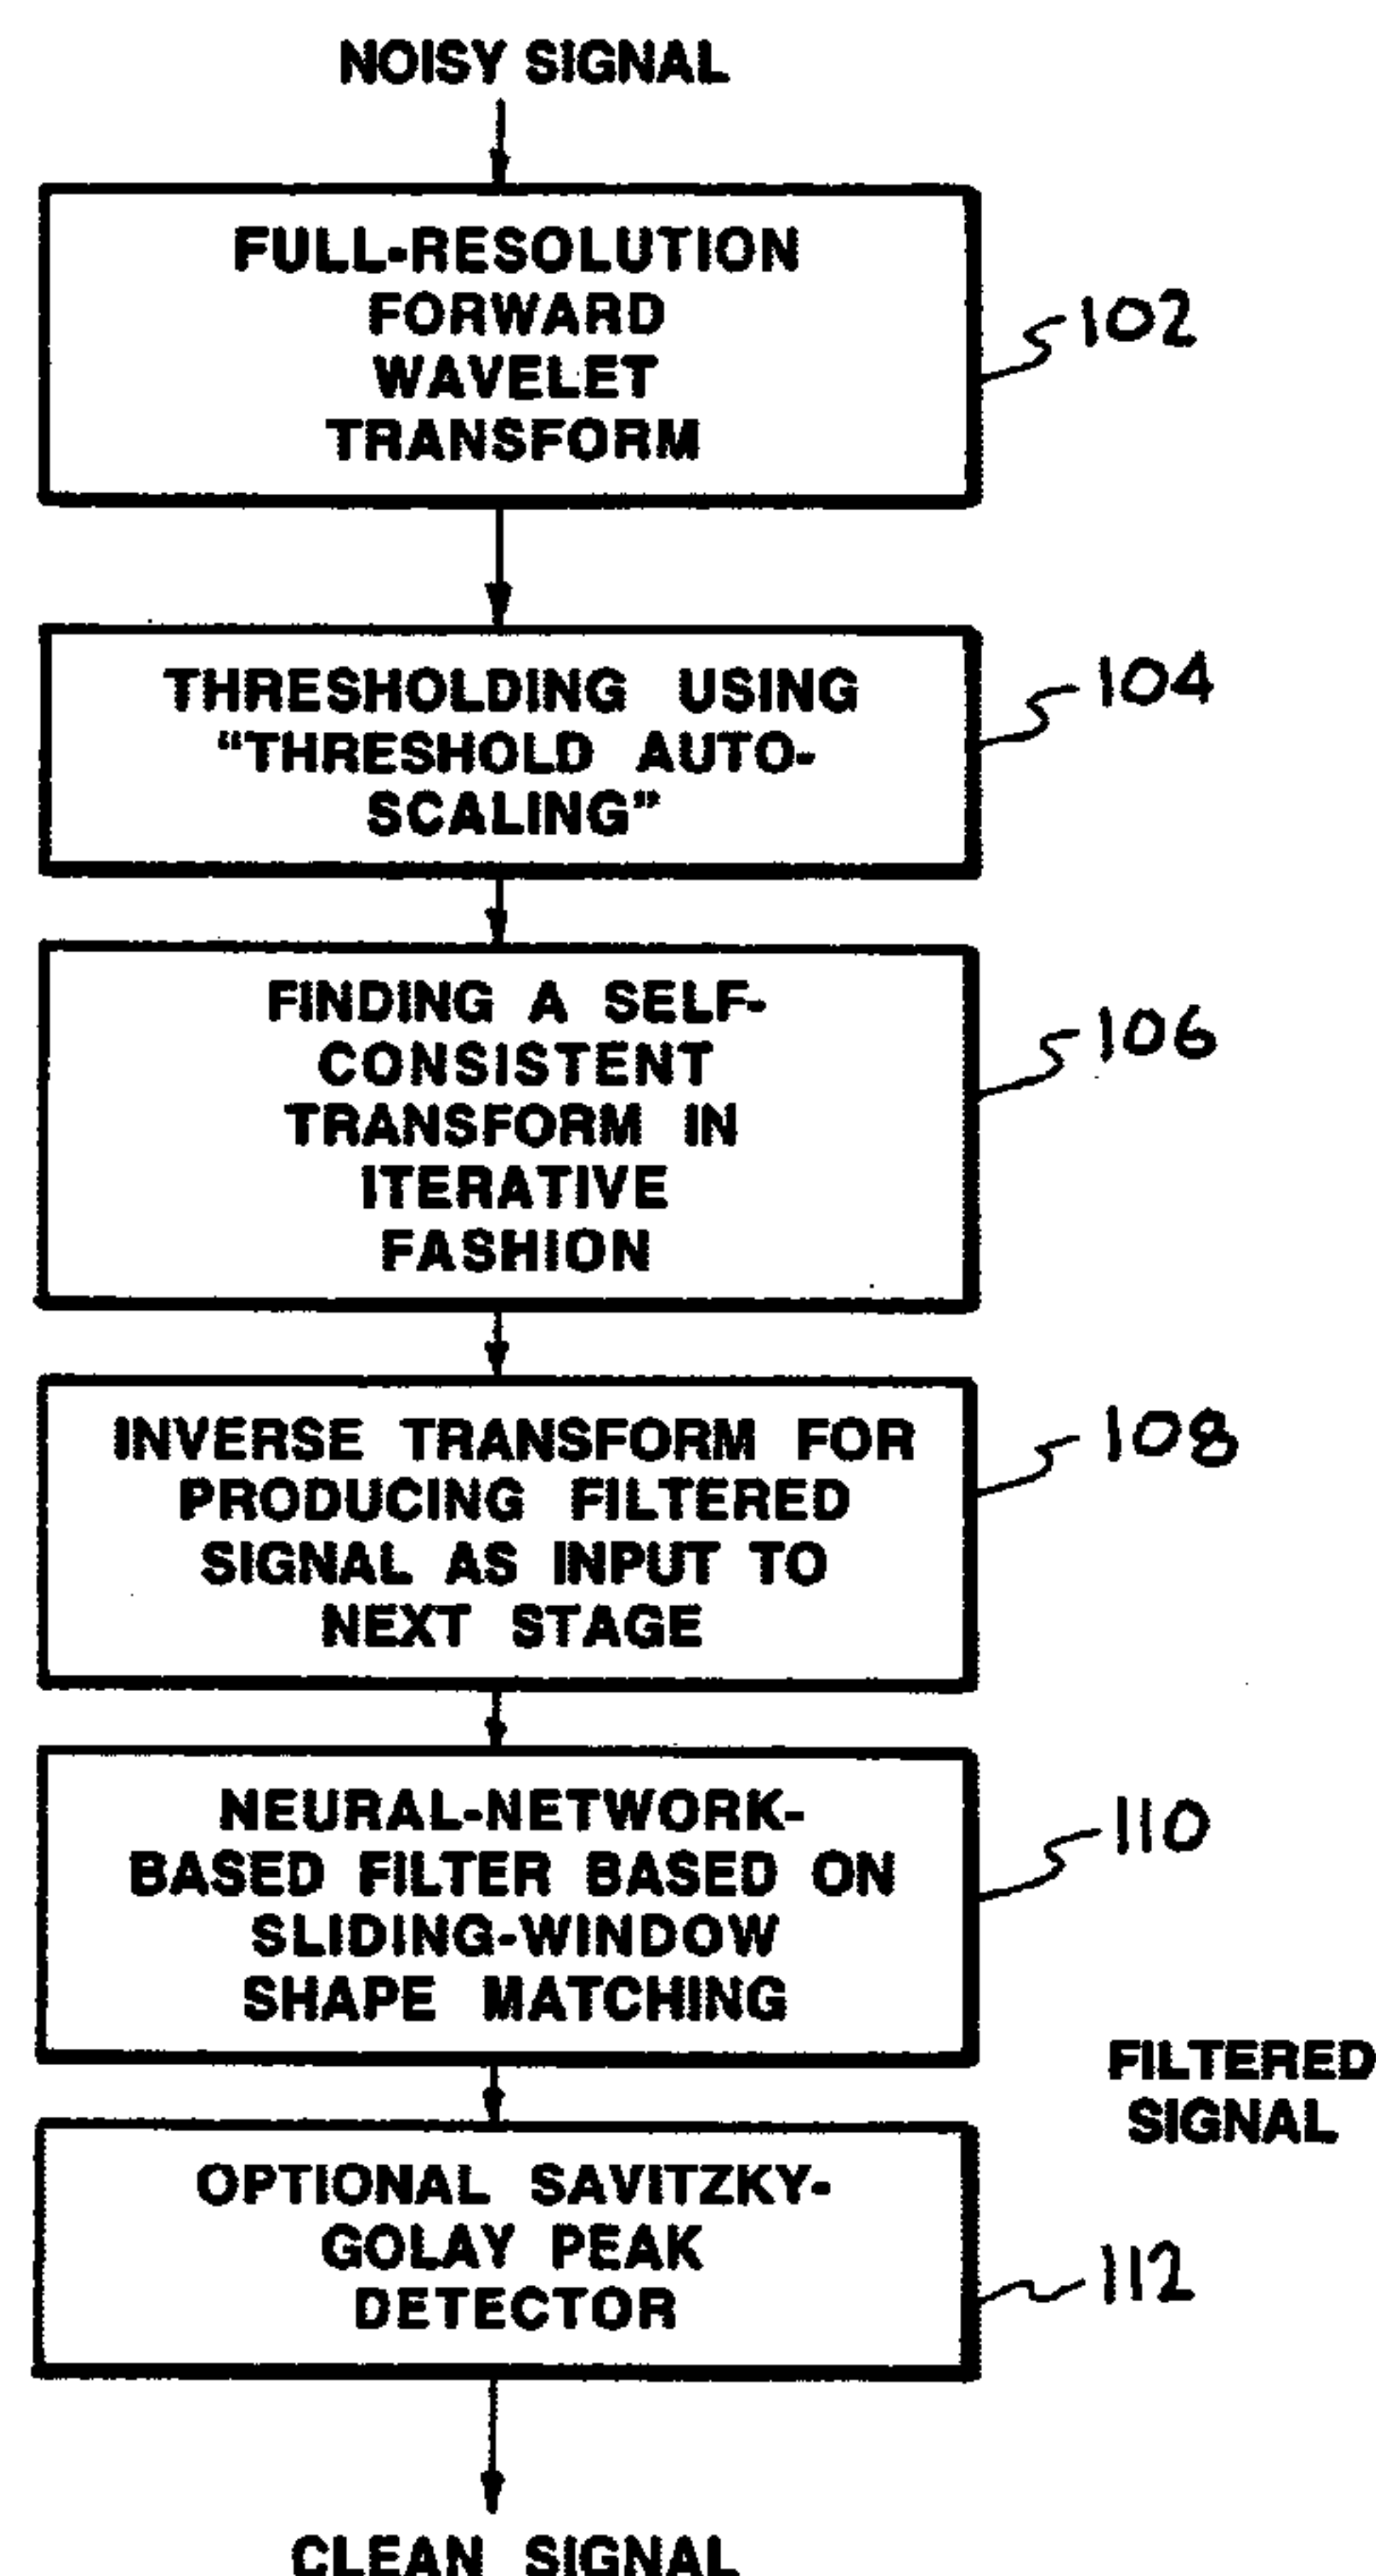 NOISY SIGNAL
FULL-RESOLUTION
FORWARD
WAVELET
TRANSFORM
102
THRESHOLDING USING
"THRESHOLD AUTO-
SCALING"
104
FINDING A SELF-
CONSISTENT
TRANSFORM IN
ITERATIVE
FASHION
106
INVERSE TRANSFORM FOR
PRODUCING FILTERED
SIGNAL AS INPUT TO
NEXT STAGE
108
NEURAL-NETWORK-
BASED FILTER BASED ON
SLIDING-WINDOW
SHAPE MATCHING
110
FILTERED
SIGNAL
OPTIONAL SAVITZKY-
GOLAY PEAK
DETECTOR
112
CLEAN SIGNAL